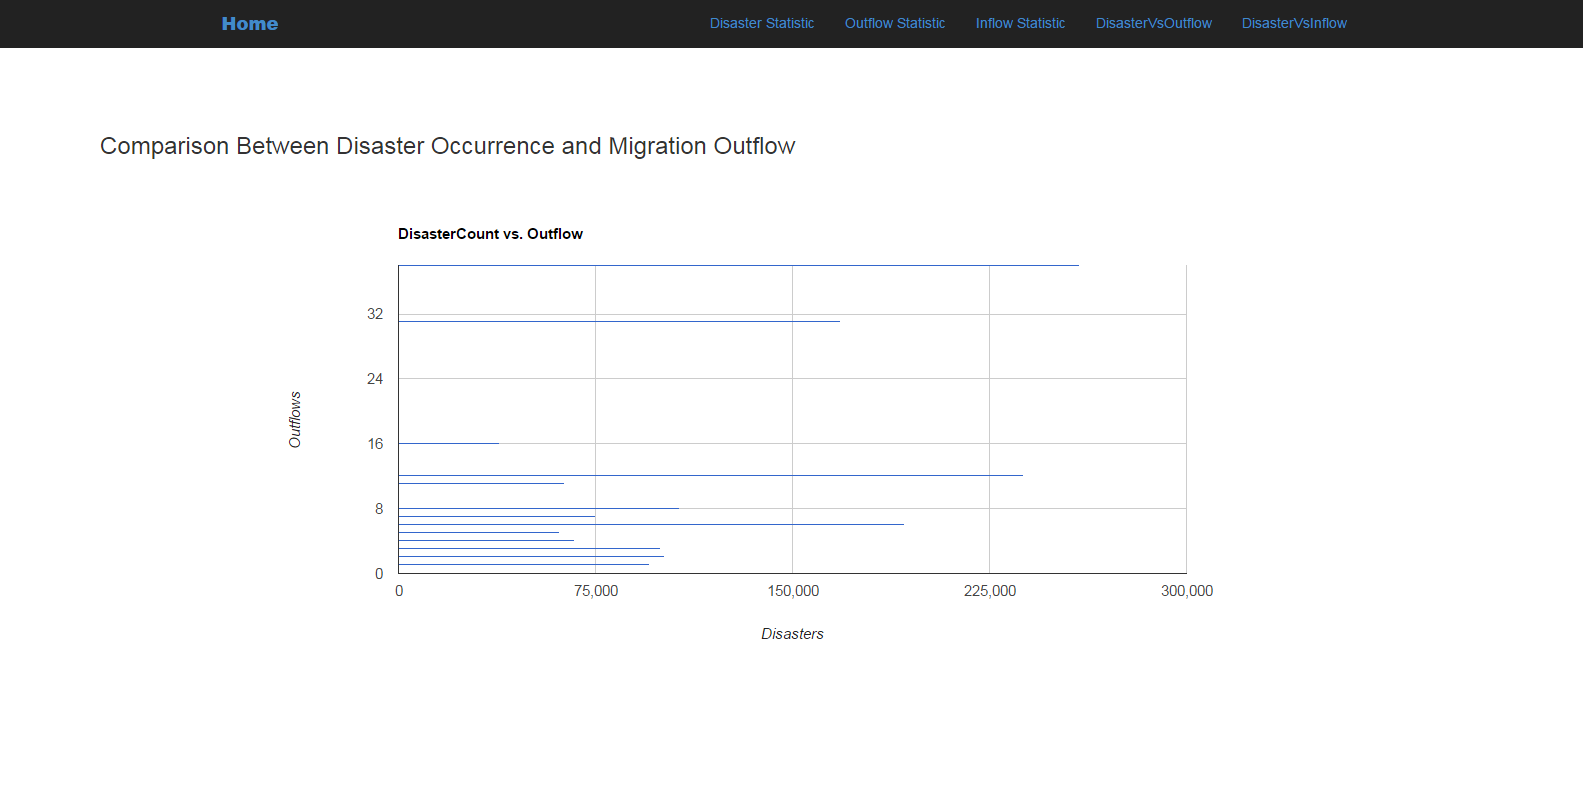 Home Disaster Statistic Outflow Statistic Inflow Statistic DisasterVsOutflow DisasterVsInflow
Comparison Between Disaster Occurrence and Migration Outflow
DisasterCount vs. Outflow
32
24
Outflows
16
8
0
0 75,000 150,000 225,000 300,000
Disasters